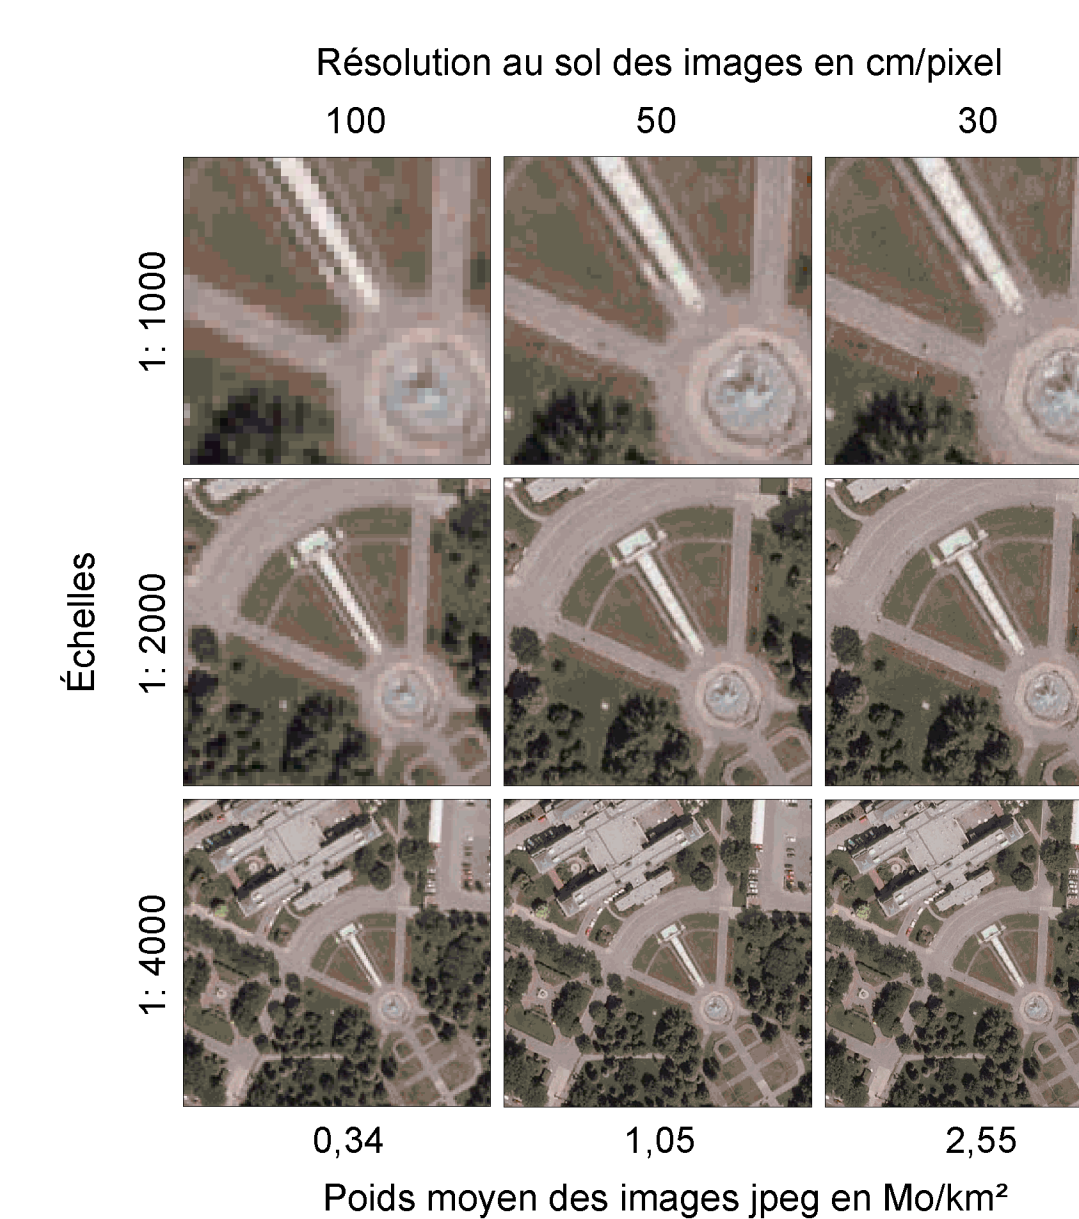 Résolution au sol des images en cm/pixel
100 50 30
1: 1000
Échelles
1: 2000
1: 4000
0,34 1,05 2,55
Poids moyen des images jpeg en Mo/km²